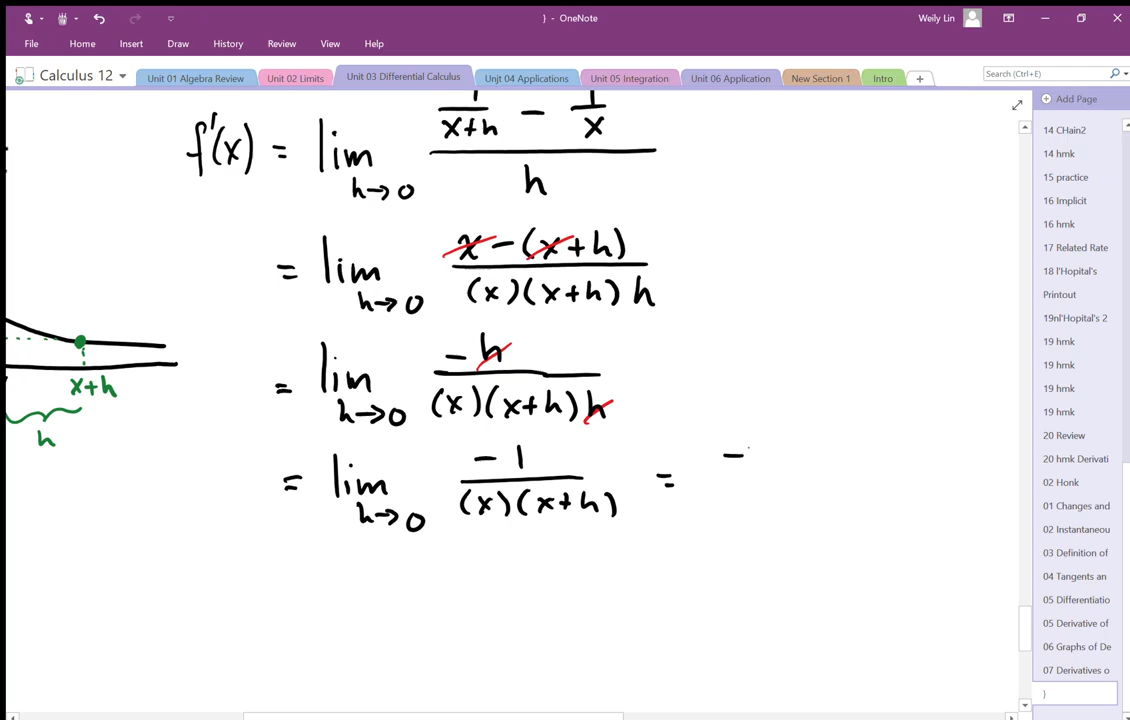 } - OneNote
Weily Lin
File Home Insert Draw History Review View Help
Calculus 12
Unit 01 Algebra Review
Unit 02 Limits
Unit 03 Differential Calculus
Unit 04 Applications
Unit 05 Integration
Unit 06 Application
New Section 1
Intro
+
Search (Ctrl+E)
Add Page
14 CHain2
14 hmk
15 practice
16 Implicit
16 hmk
17 Related Rate
18 l'Hopital's
Printout
19nl'Hopital's 2
19 hmk
19 hmk
19 hmk
19 hmk
20 Review
20 hmk Derivati
02 Honk
01 Changes and
02 Instantaneou
03 Definition of
04 Tangents an
05 Differentiatio
05 Derivative of
06 Graphs of De
07 Derivatives o
}
1 1
x+h − x
f'(x) = lim
h→0 h
x − (x+h)
= lim
h→0 (x)(x+h)h
− h
= lim
h→0 (x)(x+h)h
− 1
= lim = −
h→0 (x)(x+h)
x+h
h